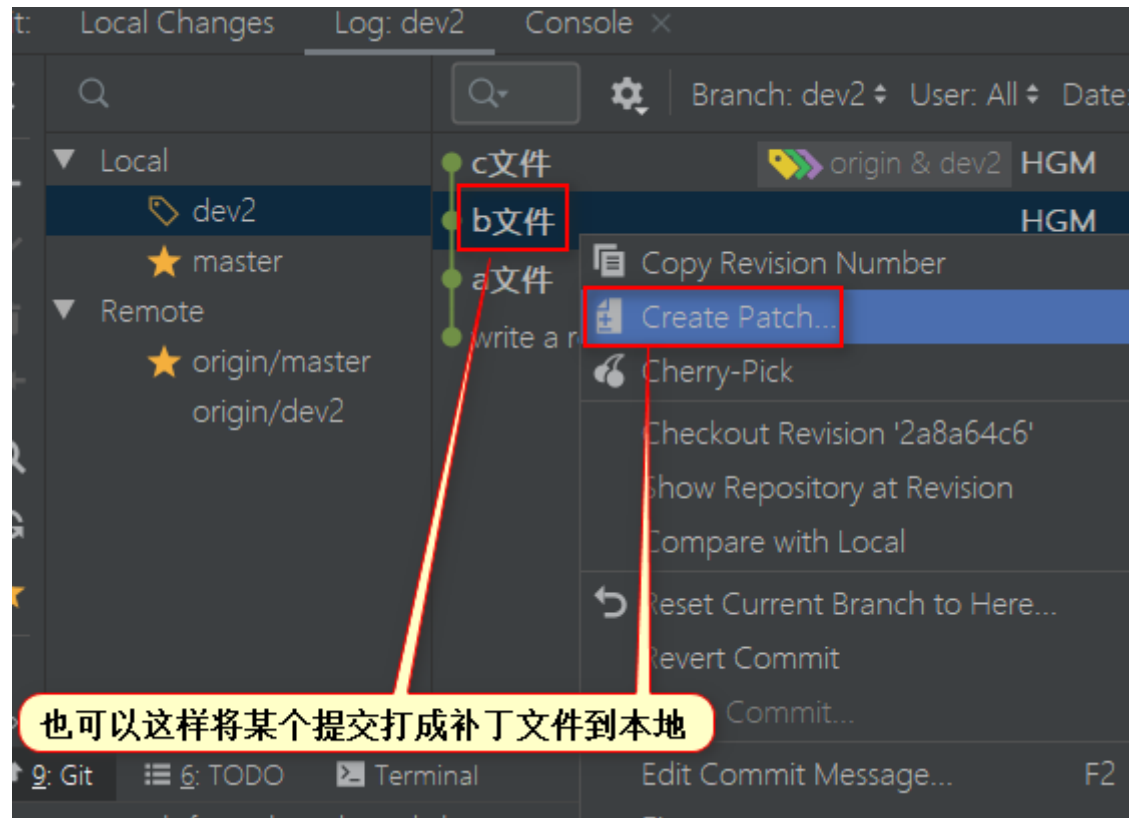 t: Local Changes Log: dev2 Console ×
Branch: dev2 User: All Date:
Local
dev2
master
Remote
origin/master
origin/dev2
c文件 origin & dev2 HGM
b文件 HGM
a文件
write a r
Copy Revision Number
Create Patch...
Cherry-Pick
Checkout Revision '2a8a64c6'
Show Repository at Revision
Compare with Local
Reset Current Branch to Here...
Revert Commit
Commit...
Edit Commit Message... F2
也可以这样将某个提交打成补丁文件到本地
9: Git 6: TODO Terminal